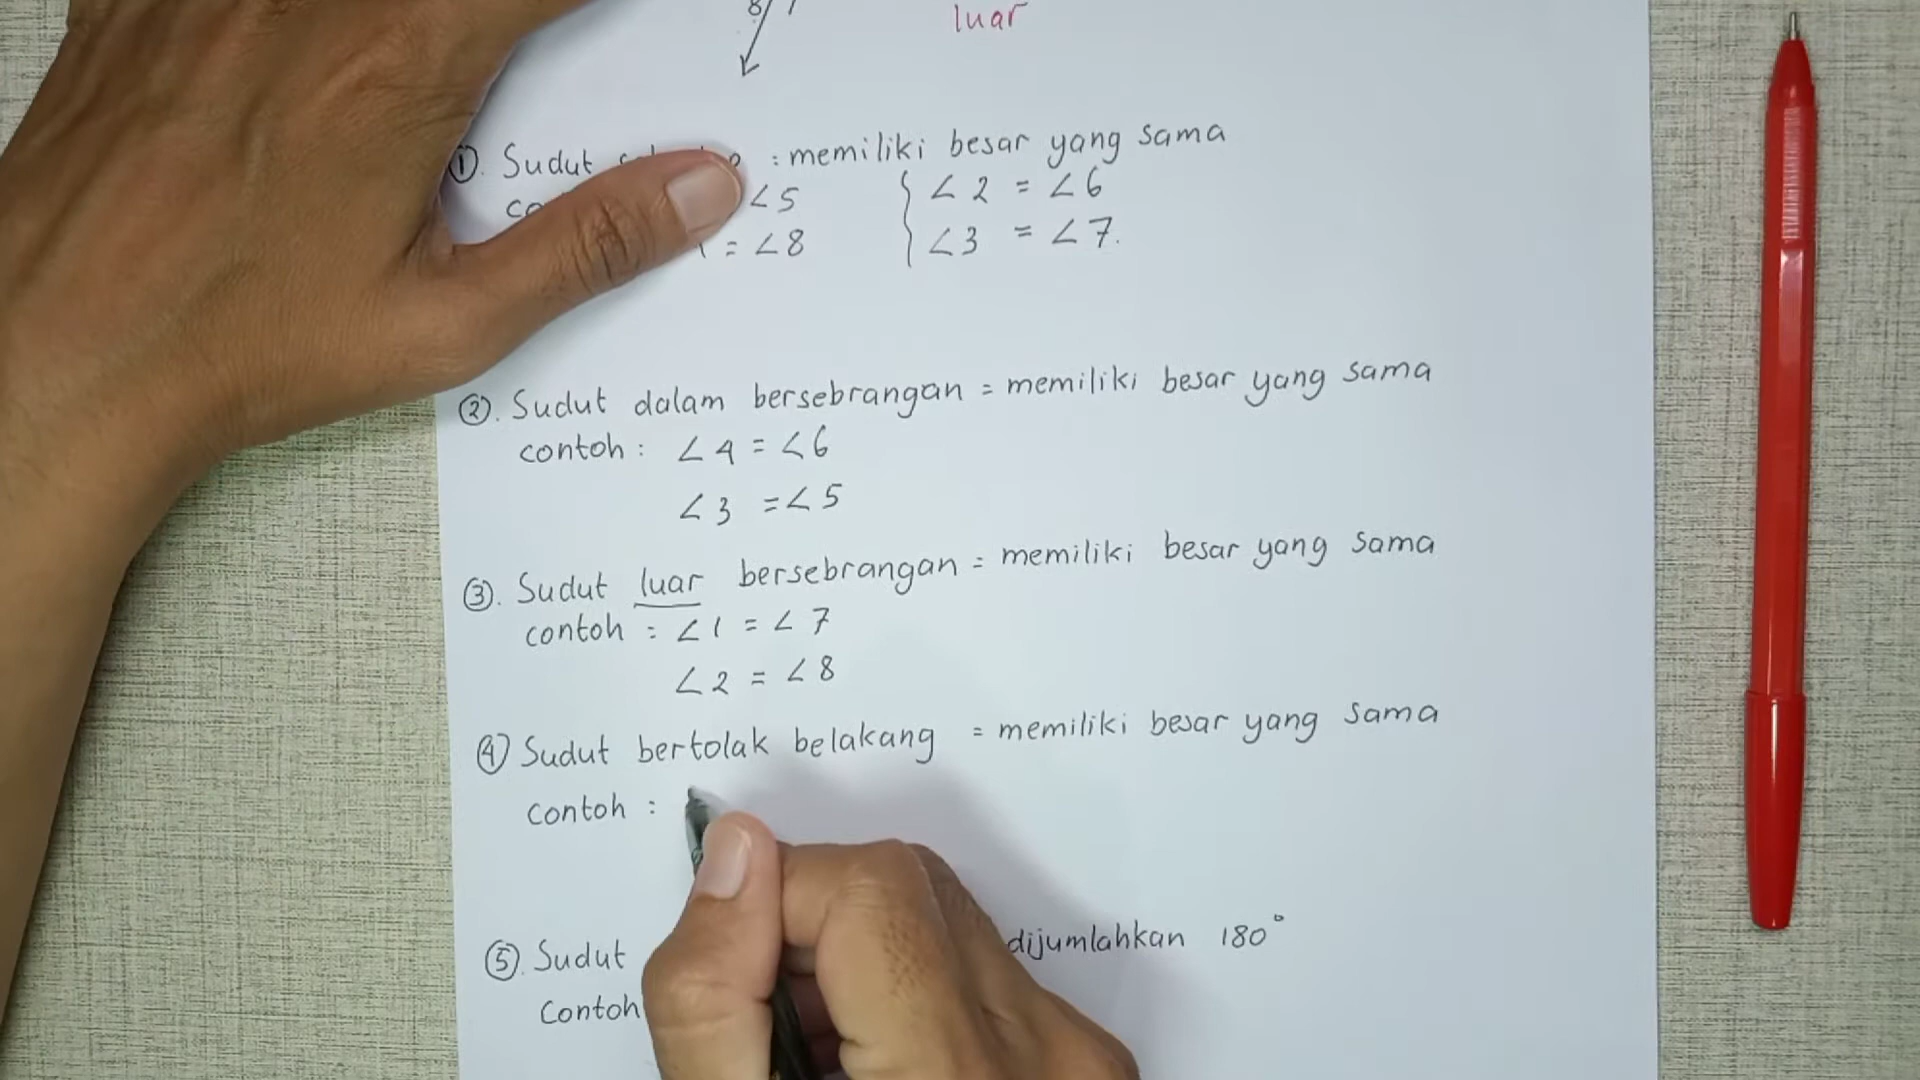 8 1
luar
①. Sudut : memiliki besar yang sama
∠5 { ∠2 = ∠6
1 = ∠8 ∠3 = ∠7.
②. Sudut dalam bersebrangan = memiliki besar yang sama
contoh : ∠4 = ∠6
∠3 = ∠5
③. Sudut luar bersebrangan = memiliki besar yang sama
contoh = ∠1 = ∠7
∠2 = ∠8
④ Sudut bertolak belakang = memiliki besar yang sama
contoh :
⑤. Sudut dijumlahkan 180°
Contoh